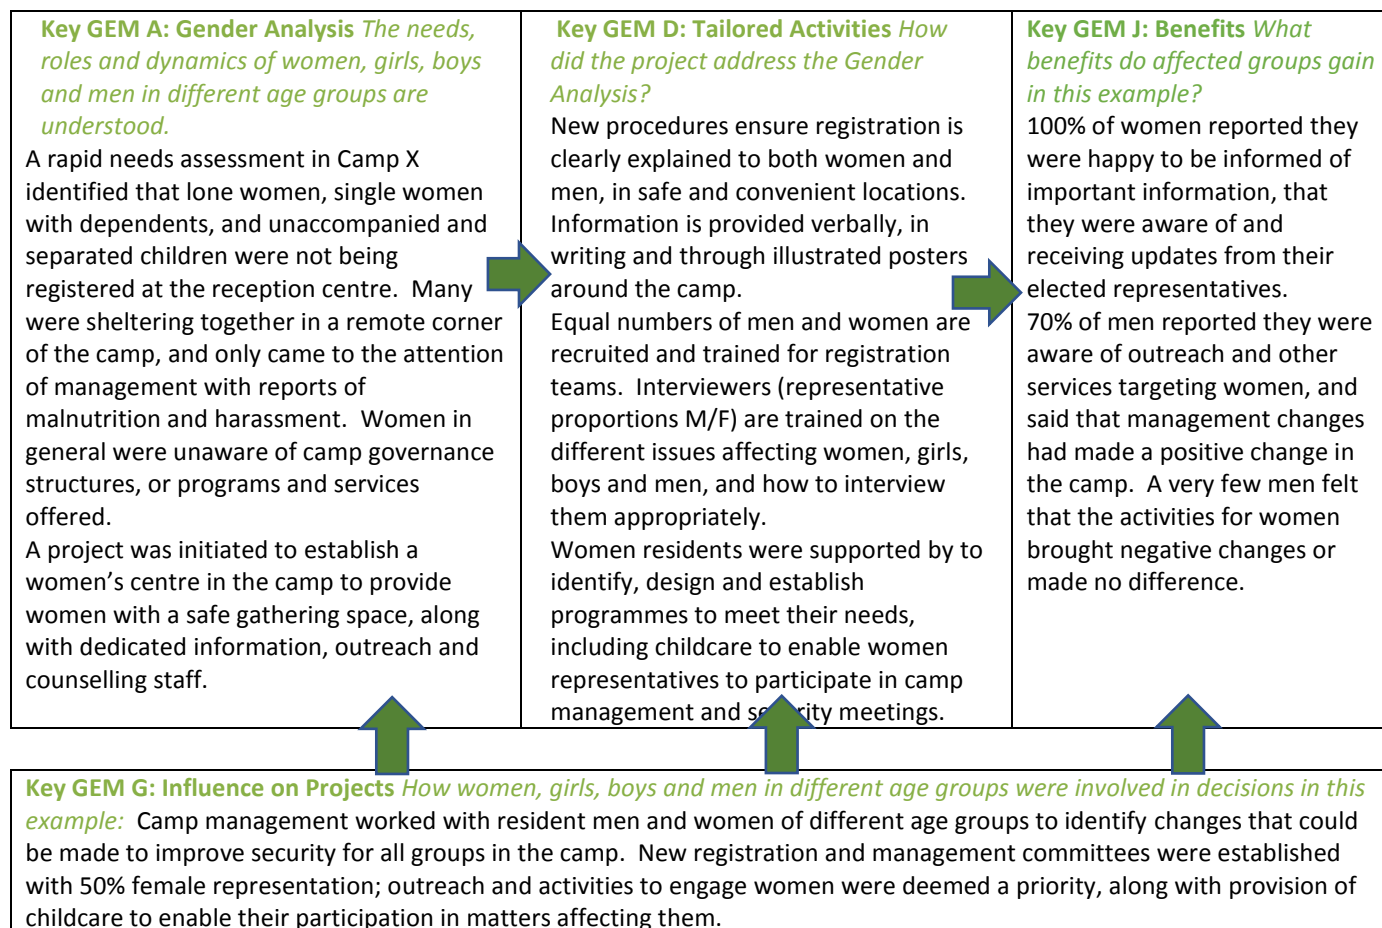 Key GEM A: Gender Analysis The needs,
roles and dynamics of women, girls, boys
and men in different age groups are
understood.
A rapid needs assessment in Camp X
identified that lone women, single women
with dependents, and unaccompanied and
separated children were not being
registered at the reception centre.  Many
were sheltering together in a remote corner
of the camp, and only came to the attention
of management with reports of
malnutrition and harassment.  Women in
general were unaware of camp governance
structures, or programs and services
offered.
A project was initiated to establish a
women’s centre in the camp to provide
women with a safe gathering space, along
with dedicated information, outreach and
counselling staff.
Key GEM D: Tailored Activities How
did the project address the Gender
Analysis?
New procedures ensure registration is
clearly explained to both women and
men, in safe and convenient locations.
Information is provided verbally, in
writing and through illustrated posters
around the camp.
Equal numbers of men and women are
recruited and trained for registration
teams.  Interviewers (representative
proportions M/F) are trained on the
different issues affecting women, girls,
boys and men, and how to interview
them appropriately.
Women residents were supported by to
identify, design and establish
programmes to meet their needs,
including childcare to enable women
representatives to participate in camp
management and security meetings.
Key GEM J: Benefits What
benefits do affected groups gain
in this example?
100% of women reported they
were happy to be informed of
important information, that
they were aware of and
receiving updates from their
elected representatives.
70% of men reported they were
aware of outreach and other
services targeting women, and
said that management changes
had made a positive change in
the camp.  A very few men felt
that the activities for women
brought negative changes or
made no difference.
Key GEM G: Influence on Projects How women, girls, boys and men in different age groups were involved in decisions in this
example:  Camp management worked with resident men and women of different age groups to identify changes that could
be made to improve security for all groups in the camp.  New registration and management committees were established
with 50% female representation; outreach and activities to engage women were deemed a priority, along with provision of
childcare to enable their participation in matters affecting them.